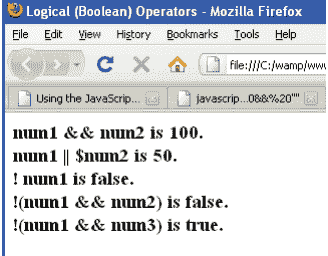 Logical (Boolean) Operators - Mozilla Firefox
File Edit View History Bookmarks Tools Help
file:///C:/wamp/www
Using the JavaScrip... javascrip...0&&%20""
num1 && num2 is 100.
num1 || $num2 is 50.
! num1 is false.
!(num1 && num2) is false.
!(num1 && num3) is true.